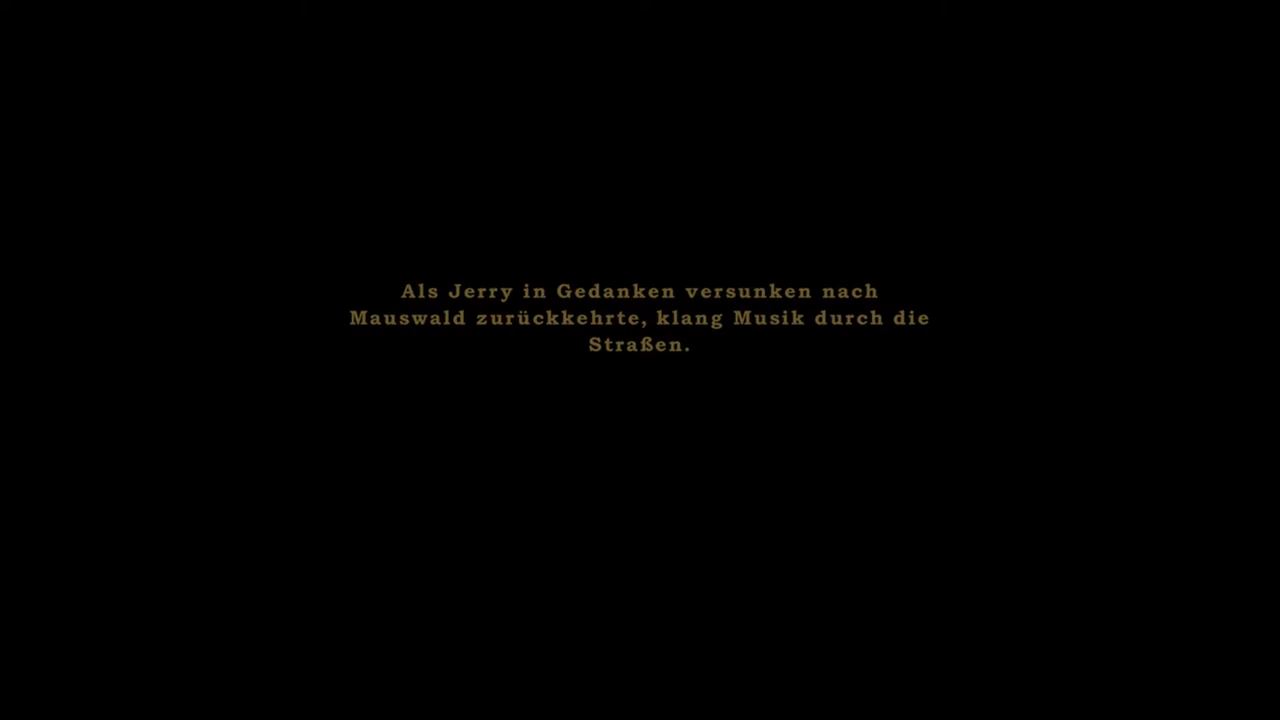 Als Jerry in Gedanken versunken nach
Mauswald zurückkehrte, klang Musik durch die
Straßen.